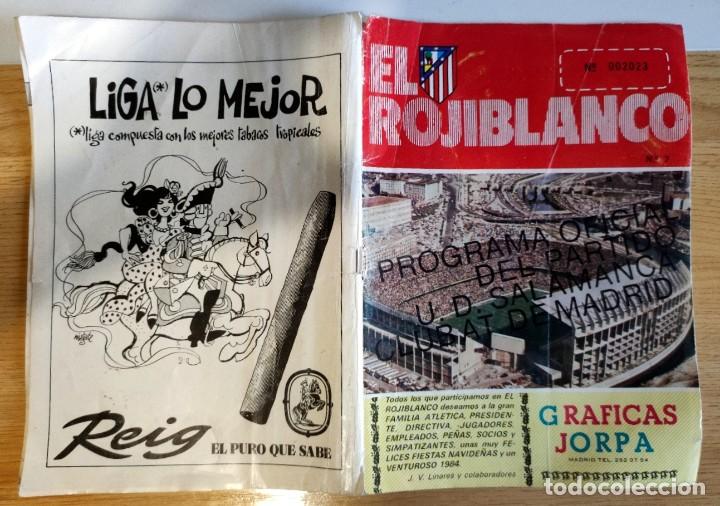 LiGA(*) LO MEJOR
(*)liga compuesta con los mejores tabacos tropicales
Reig
EL PURO QUE SABE
EL
ROJIBLANCO
Nº 002023
PROGRAMA OFICIAL
DEL PARTIDO
U.D. SALAMANCA
CLUB AT DE MADRID
Todos los que participamos en EL
ROJIBLANCO deseamos a la gran
FAMILIA ATLETICA, PRESIDEN-
TE, DIRECTIVA, JUGADORES,
EMPLEADOS, PEÑAS, SOCIOS y
SIMPATIZANTES, unas muy FE-
LICES FIESTAS NAVIDEÑAS y un
VENTUROSO 1984.
J. V. Linares y colaboradores
GRAFICAS
JORPA
MADRID TEL. 252 07 54
todocoleccion.net